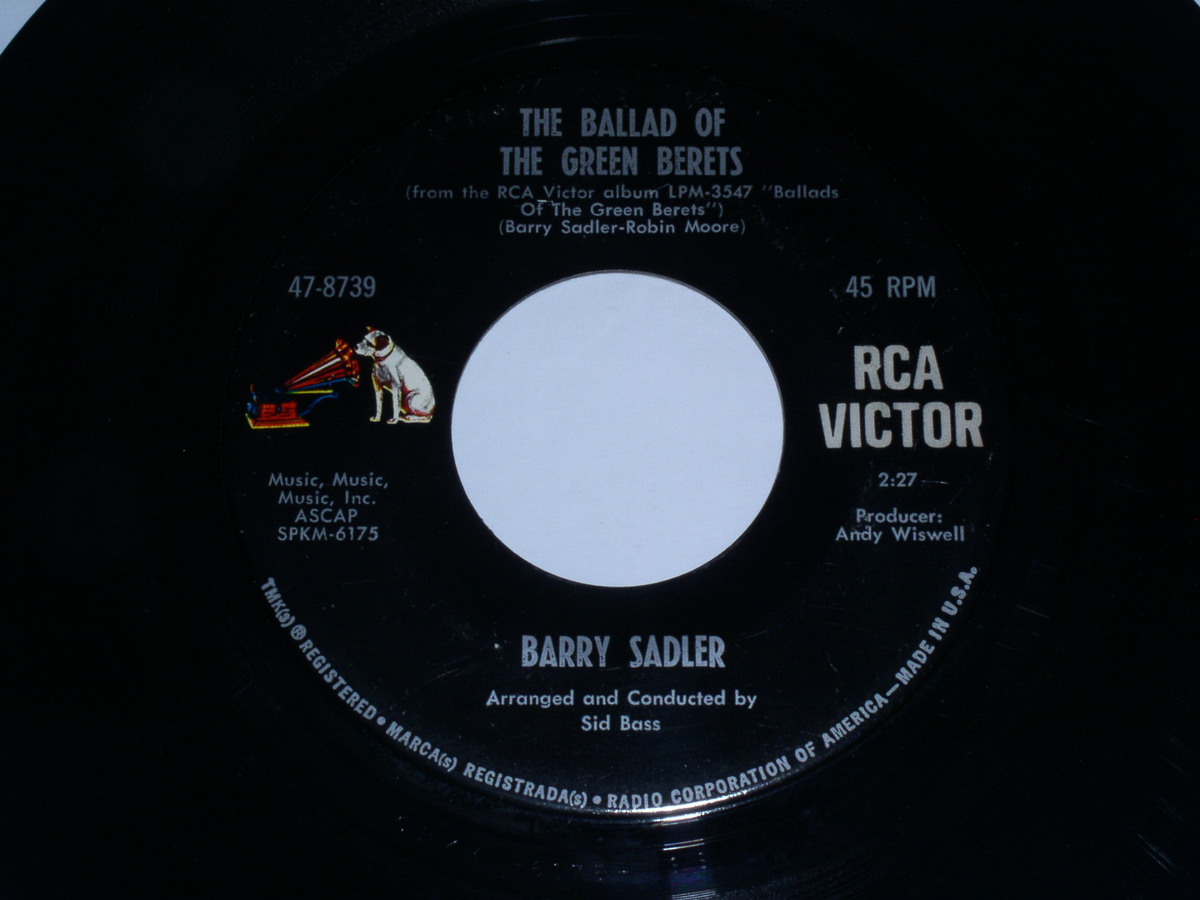 THE BALLAD OF
THE GREEN BERETS
(from the RCA Victor album LPM-3547 "Ballads
Of The Green Berets")
(Barry Sadler-Robin Moore)
47-8739
45 RPM
RCA
VICTOR
Music, Music,
Music, Inc.
ASCAP
SPKM-6175
2:27
Producer:
Andy Wiswell
BARRY SADLER
Arranged and Conducted by
Sid Bass
TMK(s) ® REGISTERED • MARCA(s) REGISTRADA(s) • RADIO CORPORATION OF AMERICA—MADE IN U.S.A.